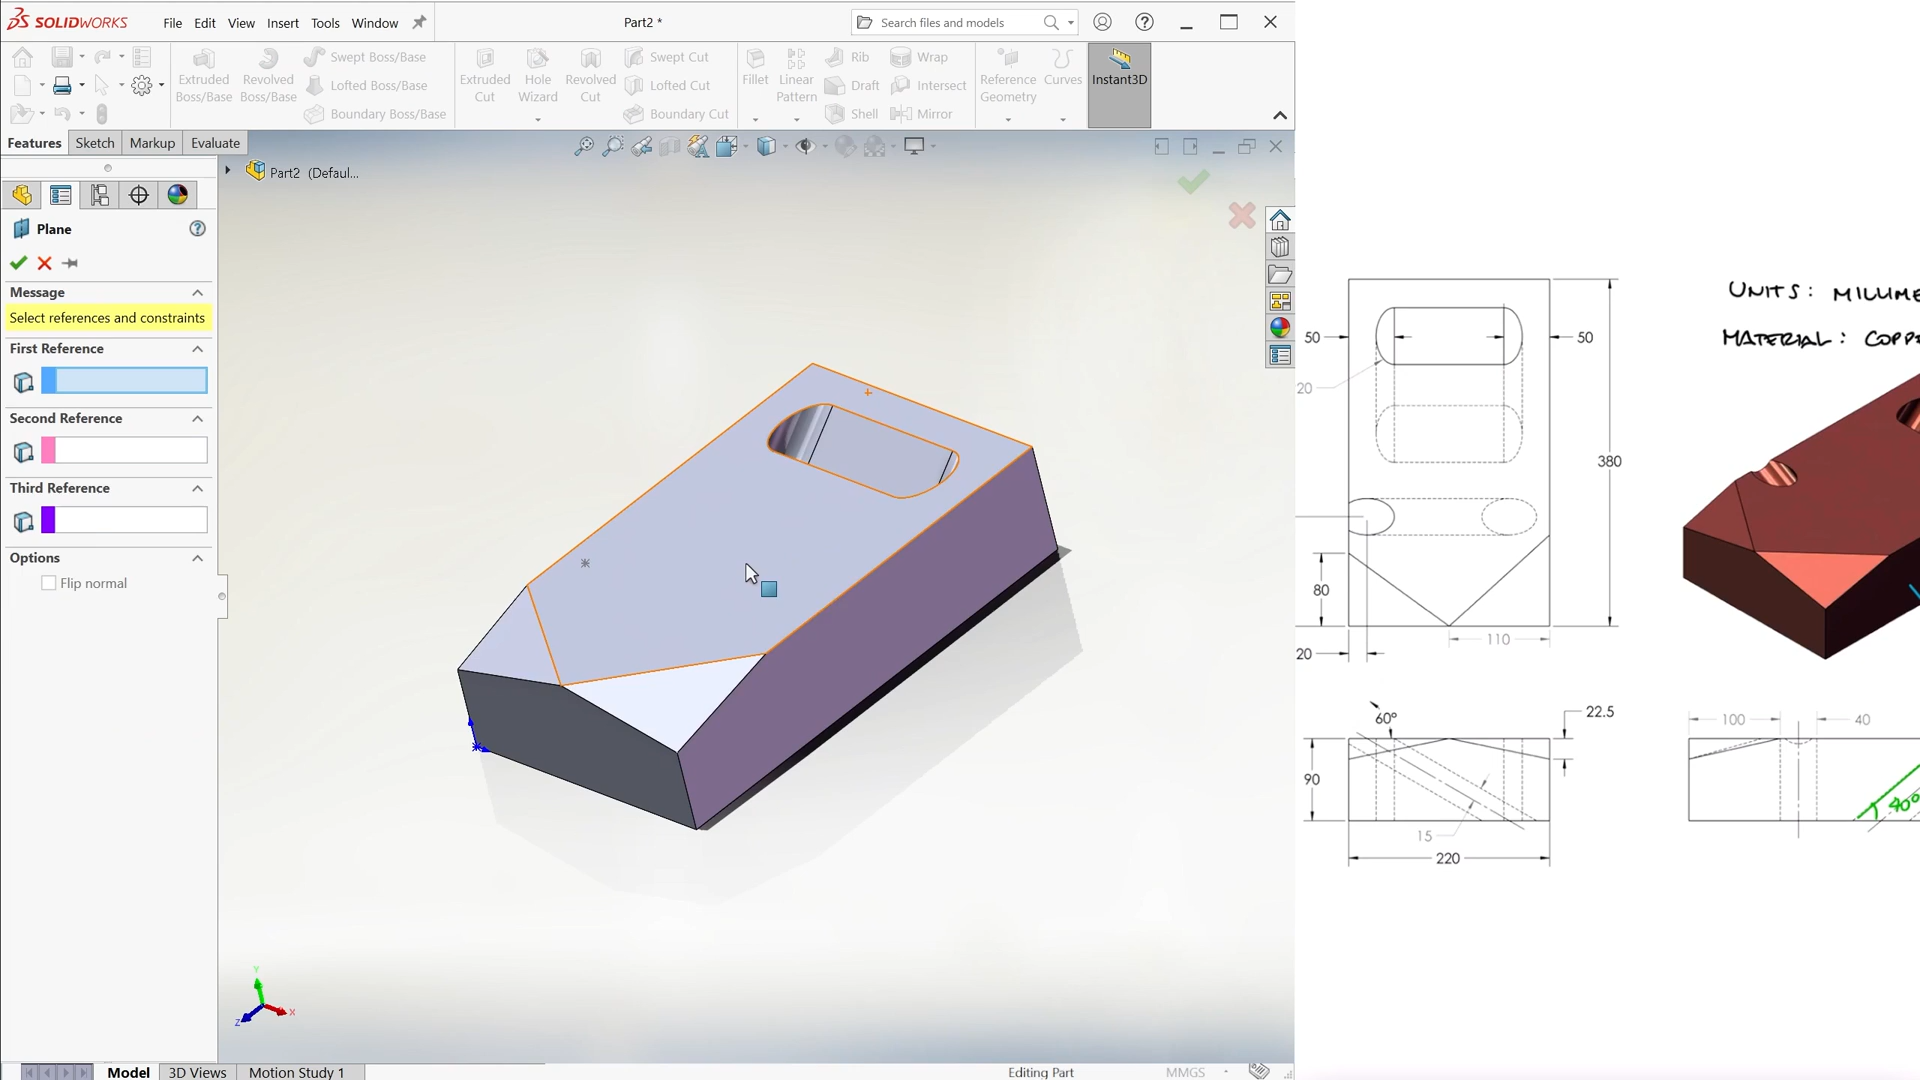 SOLIDWORKS
File Edit View Insert Tools Window
Part2 *
Search files and models
Extruded Boss/Base
Revolved Boss/Base
Swept Boss/Base
Lofted Boss/Base
Boundary Boss/Base
Extruded Cut
Hole Wizard
Revolved Cut
Swept Cut
Lofted Cut
Boundary Cut
Fillet
Linear Pattern
Rib
Draft
Shell
Wrap
Intersect
Mirror
Reference Geometry
Curves
Instant3D
Features Sketch Markup Evaluate
Part2 (Defaul...
Plane
Message
Select references and constraints
First Reference
Second Reference
Third Reference
Options
Flip normal
Y
X
Z
Model 3D Views Motion Study 1
Editing Part
MMGS
UNITS: MILLIME
MATERIAL: COPP
50
50
20
380
80
110
20
60°
22.5
90
15
220
100
40
40°